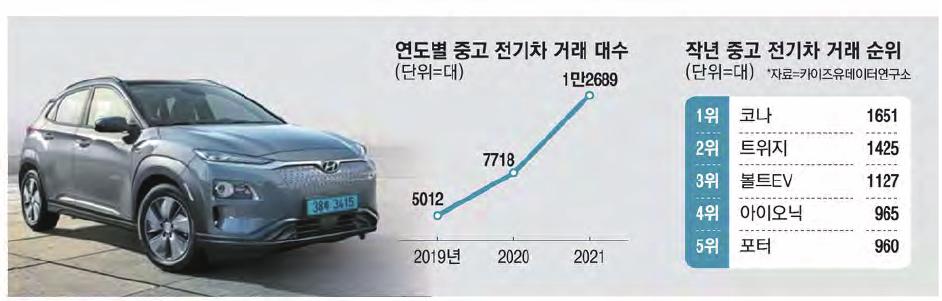 연도별 중고 전기차 거래 대수
(단위=대)
1만2689
7718
5012
2019년 2020 2021
작년 중고 전기차 거래 순위
(단위=대) *자료=카이즈유데이터연구소
1위 코나 1651
2위 트위지 1425
3위 볼트EV 1127
4위 아이오닉 965
5위 포터 960